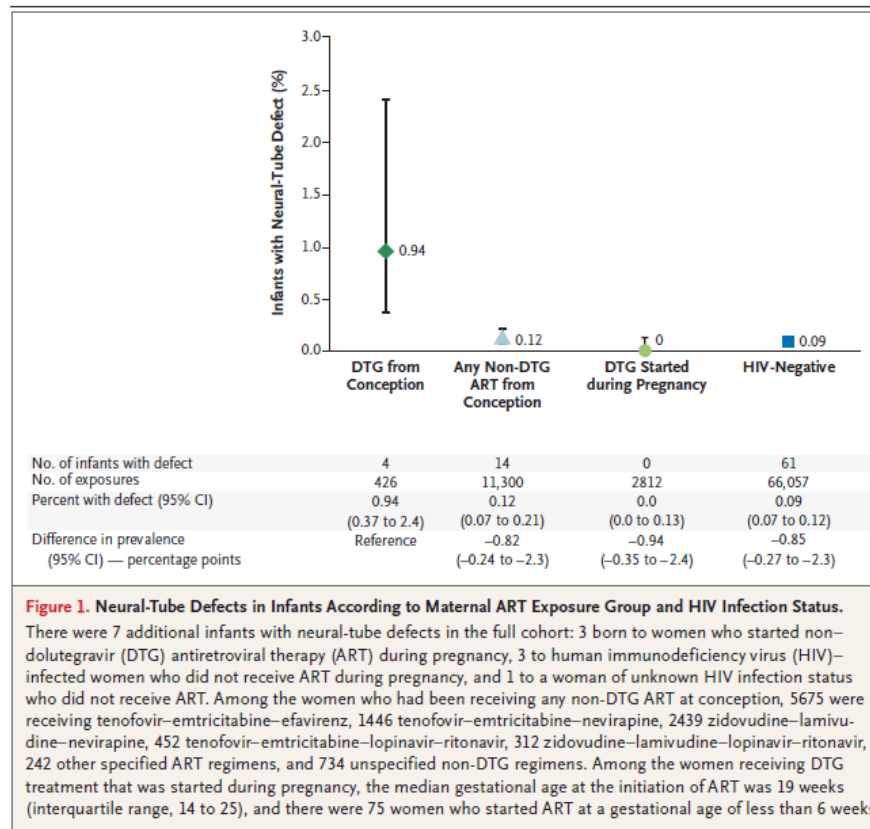 3.0
2.5
2.0
1.5
1.0
0.5
0.0
Infants with Neural-Tube Defect (%)
0.94
0.12
0
0.09
DTG from
Conception
Any Non-DTG
ART from
Conception
DTG Started
during Pregnancy
HIV-Negative
No. of infants with defect 4 14 0 61
No. of exposures 426 11,300 2812 66,057
Percent with defect (95% CI) 0.94 0.12 0.0 0.09
(0.37 to 2.4) (0.07 to 0.21) (0.0 to 0.13) (0.07 to 0.12)
Difference in prevalence Reference −0.82 −0.94 −0.85
(95% CI) — percentage points (−0.24 to −2.3) (−0.35 to −2.4) (−0.27 to −2.3)
Figure 1. Neural-Tube Defects in Infants According to Maternal ART Exposure Group and HIV Infection Status.
There were 7 additional infants with neural-tube defects in the full cohort: 3 born to women who started non–
dolutegravir (DTG) antiretroviral therapy (ART) during pregnancy, 3 to human immunodeficiency virus (HIV)–
infected women who did not receive ART during pregnancy, and 1 to a woman of unknown HIV infection status
who did not receive ART. Among the women who had been receiving any non-DTG ART at conception, 5675 were
receiving tenofovir–emtricitabine–efavirenz, 1446 tenofovir–emtricitabine–nevirapine, 2439 zidovudine–lamivu-
dine–nevirapine, 452 tenofovir–emtricitabine–lopinavir–ritonavir, 312 zidovudine–lamivudine–lopinavir–ritonavir,
242 other specified ART regimens, and 734 unspecified non-DTG regimens. Among the women receiving DTG
treatment that was started during pregnancy, the median gestational age at the initiation of ART was 19 weeks
(interquartile range, 14 to 25), and there were 75 women who started ART at a gestational age of less than 6 weeks